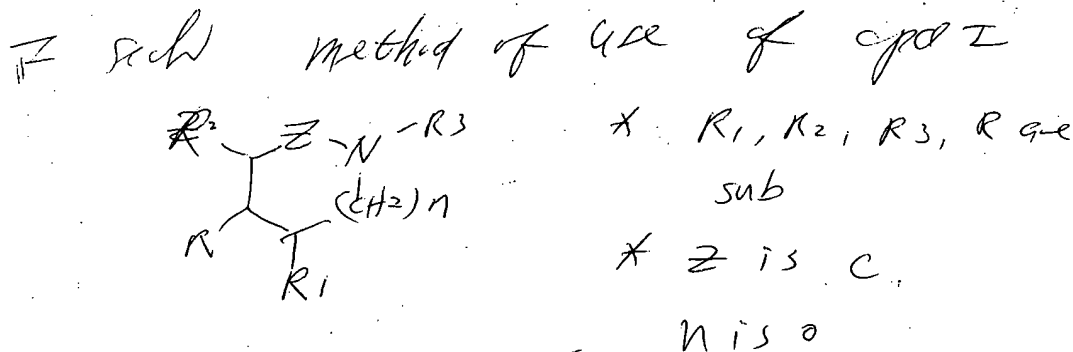 method of use of cpd I
R² Z N -R3 * R1, R2, R3, R are
(CH2)n sub
R * Z is C.
R1
n is 0